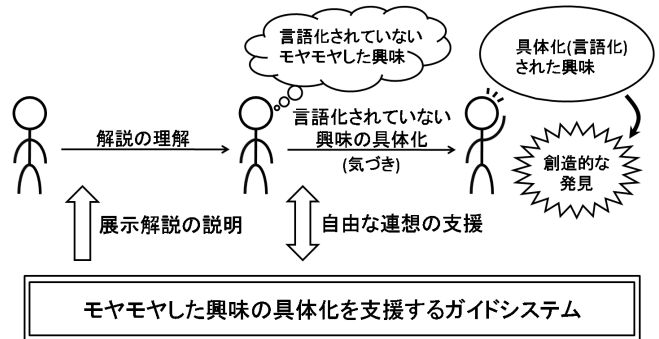 言語化されていない
モヤモヤした興味
具体化(言語化)
された興味
解説の理解
言語化されていない
興味の具体化
(気づき)
創造的な
発見
展示解説の説明
自由な連想の支援
モヤモヤした興味の具体化を支援するガイドシステム